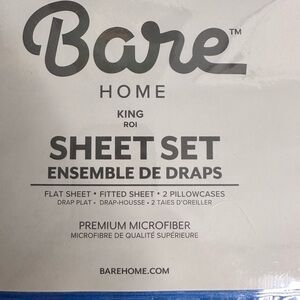 Bare™
HOME
KING
ROI
SHEET SET
ENSEMBLE DE DRAPS
FLAT SHEET • FITTED SHEET • 2 PILLOWCASES
DRAP PLAT • DRAP-HOUSSE • 2 TAIES D'OREILLER
PREMIUM MICROFIBER
MICROFIBRE DE QUALITÉ SUPÉRIEURE
BAREHOME.COM